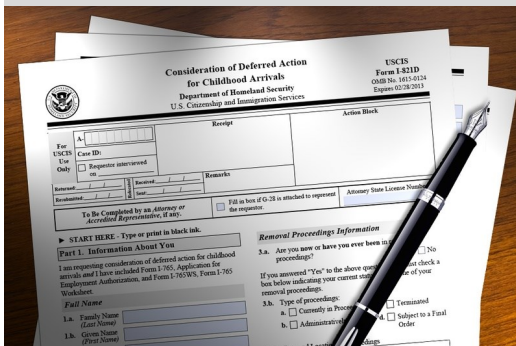 Consideration of Deferred Action
for Childhood Arrivals
Department of Homeland Security
U.S. Citizenship and Immigration Services
USCIS
Form I-821D
OMB No. 1615-0124
Expires 02/28/2013
For
USCIS
Use
Only
A-
Case ID:
Requestor interviewed
on
Returned: / /
Resubmitted: / /
Received: / /
Sent: / /
Receipt
Remarks
Action Block
To Be Completed by an Attorney or
Accredited Representative, if any.
Fill in box if G-28 is attached to represent
the requestor.
Attorney State License Number
► START HERE - Type or print in black ink.
Part 1. Information About You
I am requesting consideration of deferred action for childhood
arrivals and I have included Form I-765, Application for
Employment Authorization, and Form I-765WS, Form I-765
Worksheet.
Full Name
1.a. Family Name
(Last Name)
1.b. Given Name
(First Name)
Removal Proceedings Information
3.a. Are you now or have you ever been in
proceedings?
No
If you answered "Yes" to the above
must check a
box below indicating your current
of your
removal proceedings.
3.b. Type of proceedings:
a. Currently in
Terminated
b.
d. Subject to a Final
Order